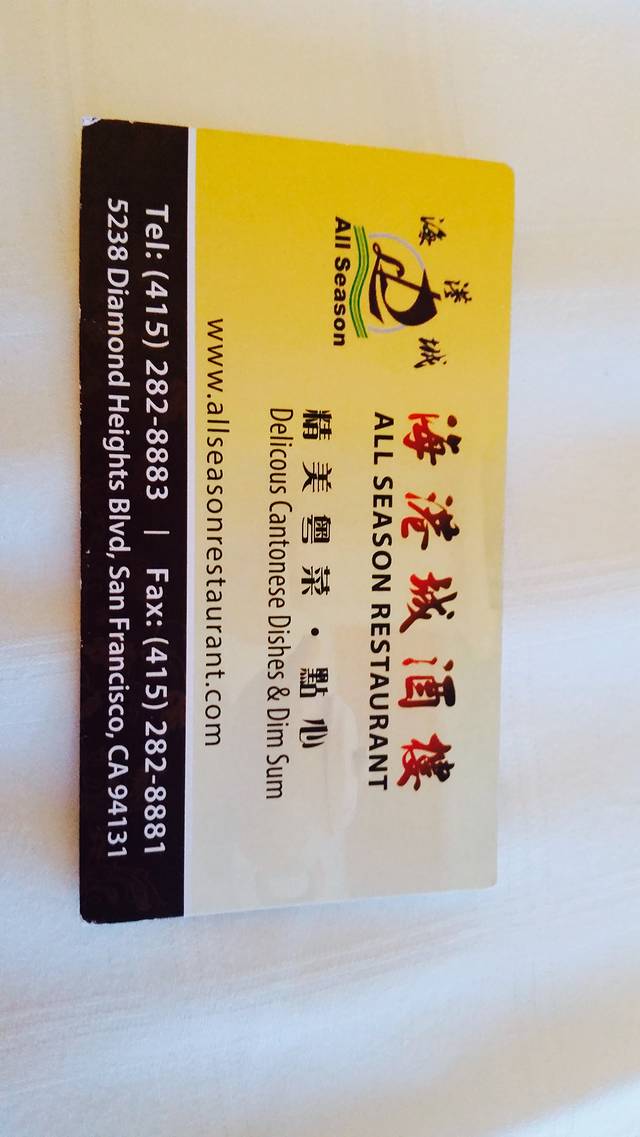 海港城
All Season
海港城酒樓
ALL SEASON RESTAURANT
精美粵菜·點心
Delicous Cantonese Dishes & Dim Sum
www.allseasonrestaurant.com
Tel: (415) 282-8883 | Fax: (415) 282-8881
5238 Diamond Heights Blvd, San Francisco, CA 94131